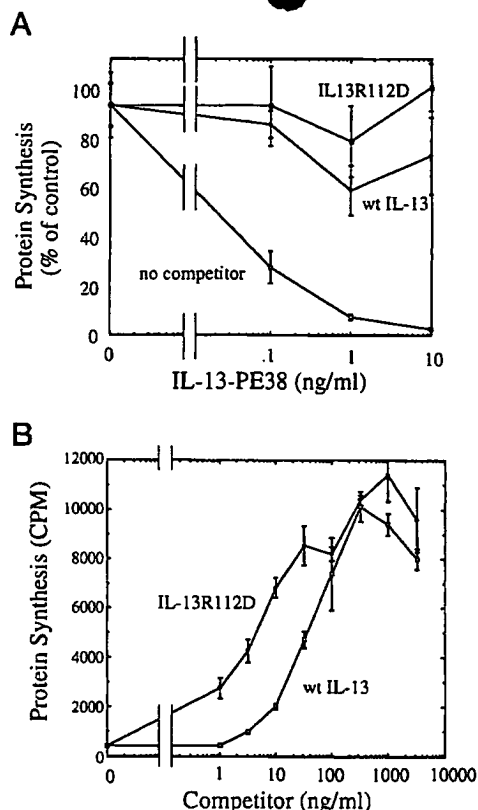 A
Protein Synthesis
(% of control)
100
80
60
40
20
0
IL13R112D
wt IL-13
no competitor
0
.1
1
10
IL-13-PE38 (ng/ml)
B
Protein Synthesis (CPM)
12000
10000
8000
6000
4000
2000
0
IL-13R112D
wt IL-13
0
1
10
100
1000
10000
Competitor (ng/ml)